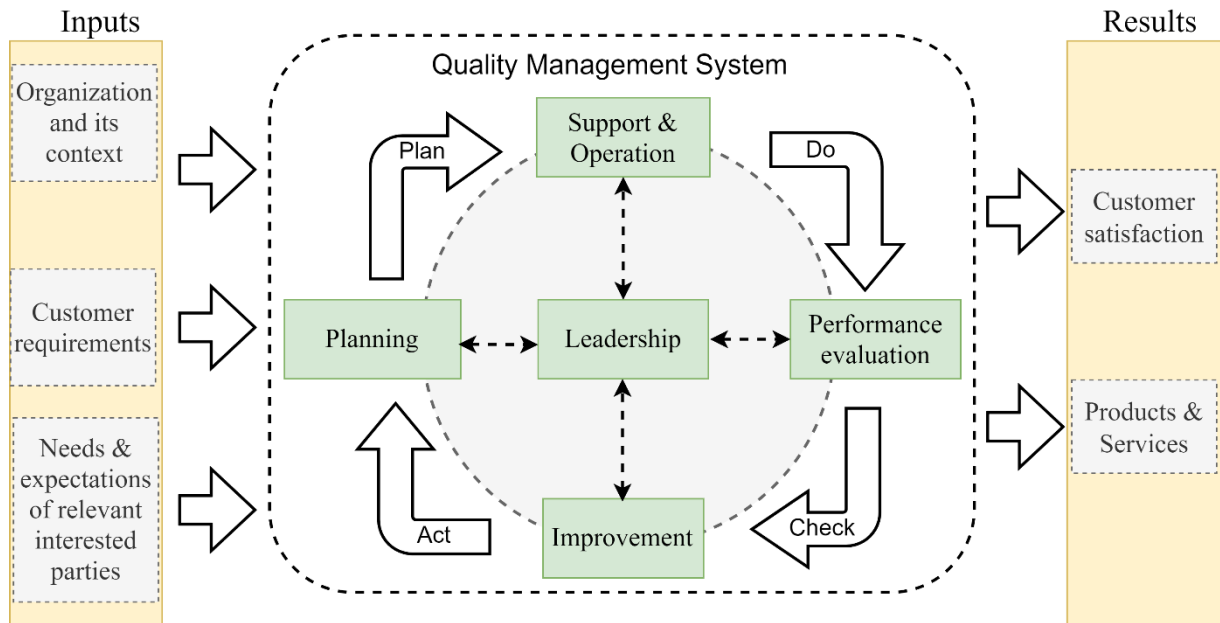 Inputs
Organization
and its
context
Customer
requirements
Needs &
expectations
of relevant
interested
parties
Quality Management System
Support &
Operation
Plan
Do
Planning
Leadership
Performance
evaluation
Act
Improvement
Check
Results
Customer
satisfaction
Products &
Services